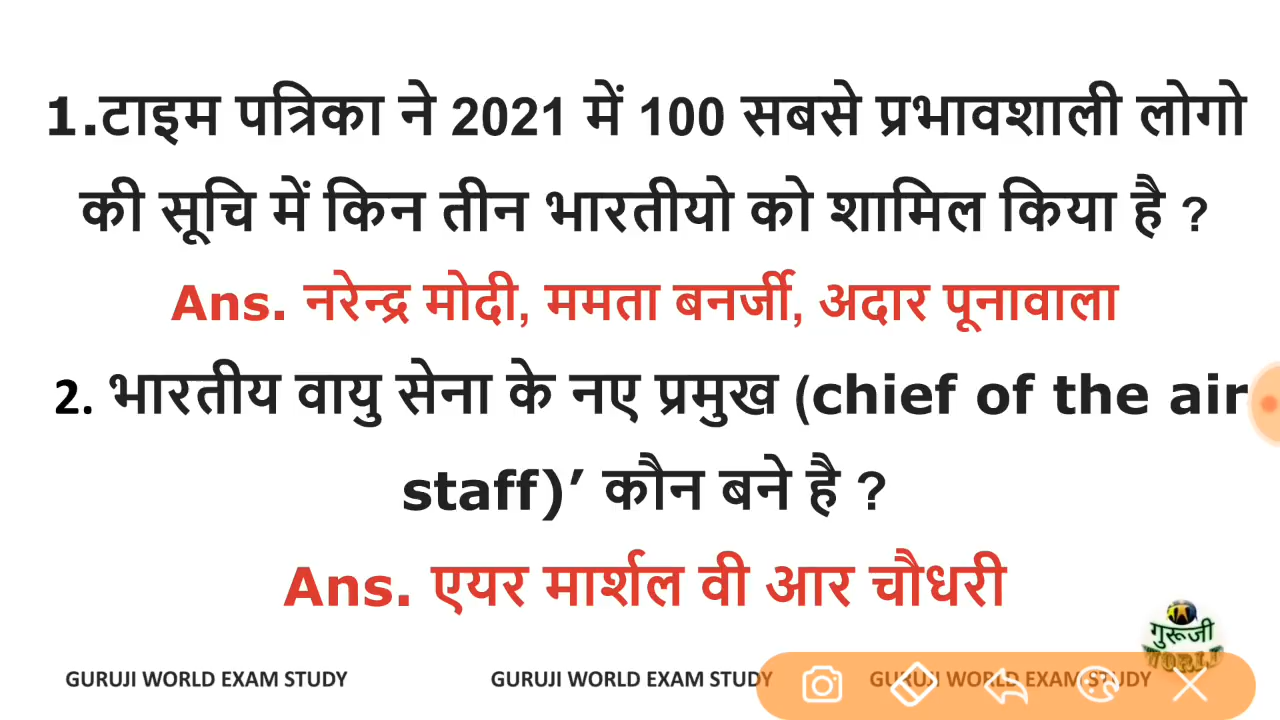 1.टाइम पत्रिका ने 2021 में 100 सबसे प्रभावशाली लोगो
की सूचि में किन तीन भारतीयो को शामिल किया है ?
Ans. नरेन्द्र मोदी, ममता बनर्जी, अदार पूनावाला
2. भारतीय वायु सेना के नए प्रमुख (chief of the air
staff)’ कौन बने है ?
Ans. एयर मार्शल वी आर चौधरी
गुरूजी
WORLD
GURUJI WORLD EXAM STUDY GURUJI WORLD EXAM STUDY GURUJI WORLD EXAM STUDY